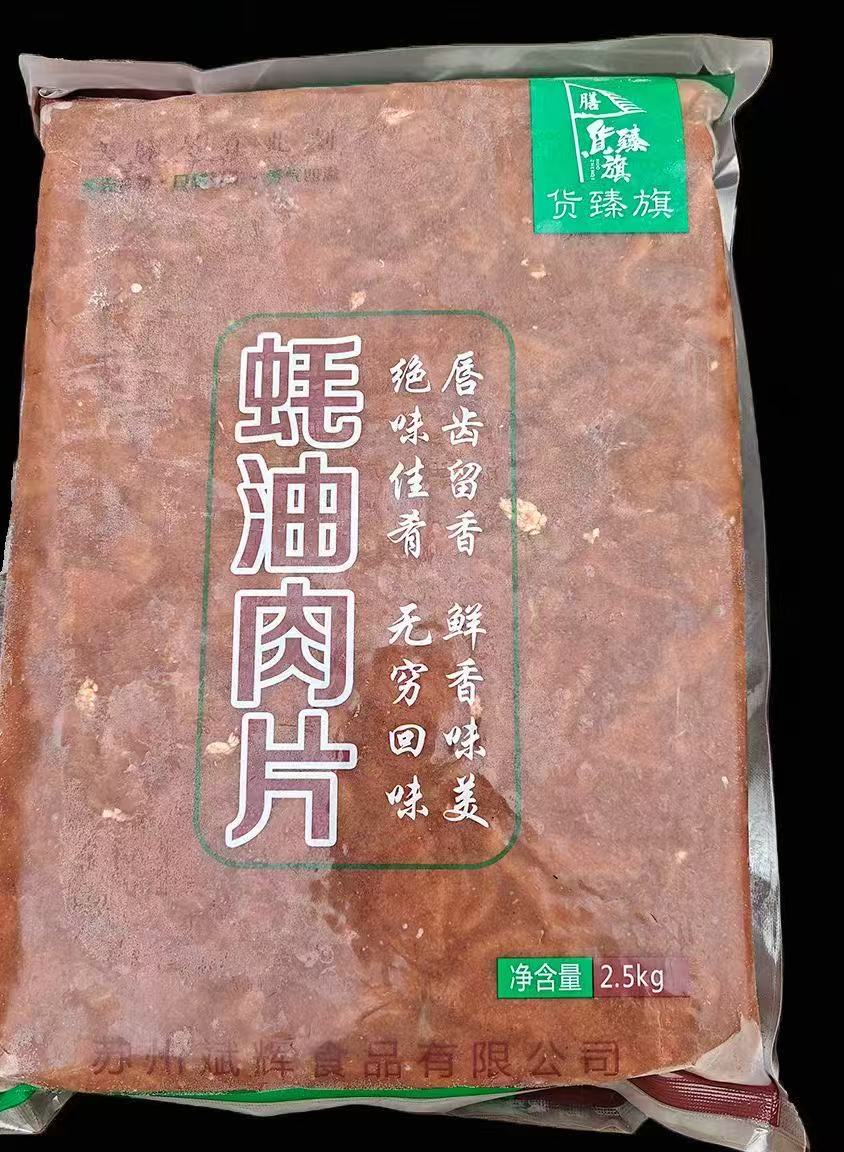 膳
货臻旗
货臻旗
蚝油肉片
唇齿留香 鲜香味美
绝味佳肴 无穷回味
净含量 2.5kg
苏州斌辉食品有限公司